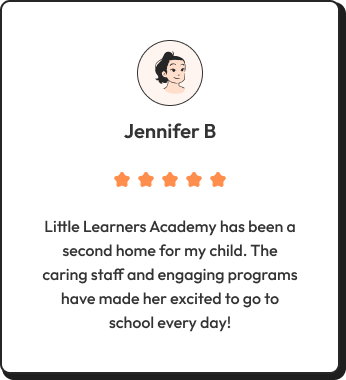 Jennifer B
Little Learners Academy has been a
second home for my child. The
caring staff and engaging programs
have made her excited to go to
school every day!